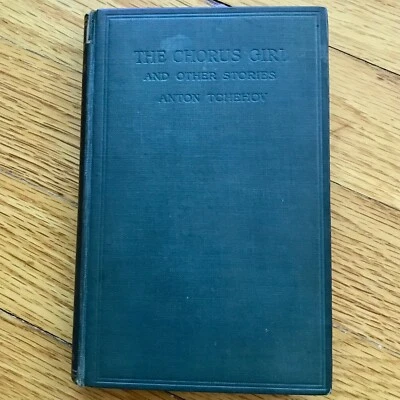 THE CHORUS GIRL
AND OTHER STORIES
ANTON TCHEHOV